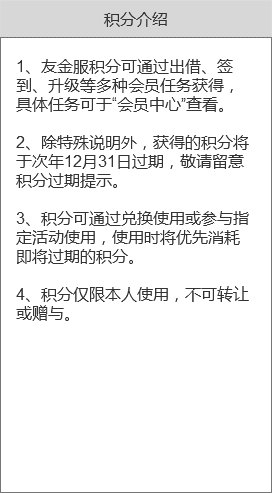 积分介绍
1、友金服积分可通过出借、签
到、升级等多种会员任务获得，
具体任务可于“会员中心”查看。
2、除特殊说明外，获得的积分将
于次年12月31日过期，敬请留意
积分过期提示。
3、积分可通过兑换使用或参与指
定活动使用，使用时将优先消耗
即将过期的积分。
4、积分仅限本人使用，不可转让
或赠与。